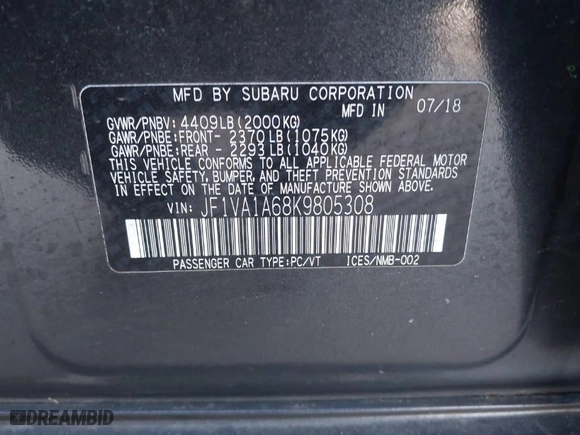 MFD BY SUBARU CORPORATION
MFD IN 07/18
GVWR/PNBV: 4409LB(2000KG)
GAWR/PNBE:FRONT- 2370LB(1075KG)
GAWR/PNBE:REAR - 2293LB(1040KG)
THIS VEHICLE CONFORMS TO ALL APPLICABLE FEDERAL MOTOR
VEHICLE SAFETY, BUMPER, AND THEFT PREVENTION STANDARDS
IN EFFECT ON THE DATE OF MANUFACTURE SHOWN ABOVE.
VIN: JF1VA1A68K9805308
PASSENGER CAR TYPE:PC/VT ICES/NMB-002
DREAMBID